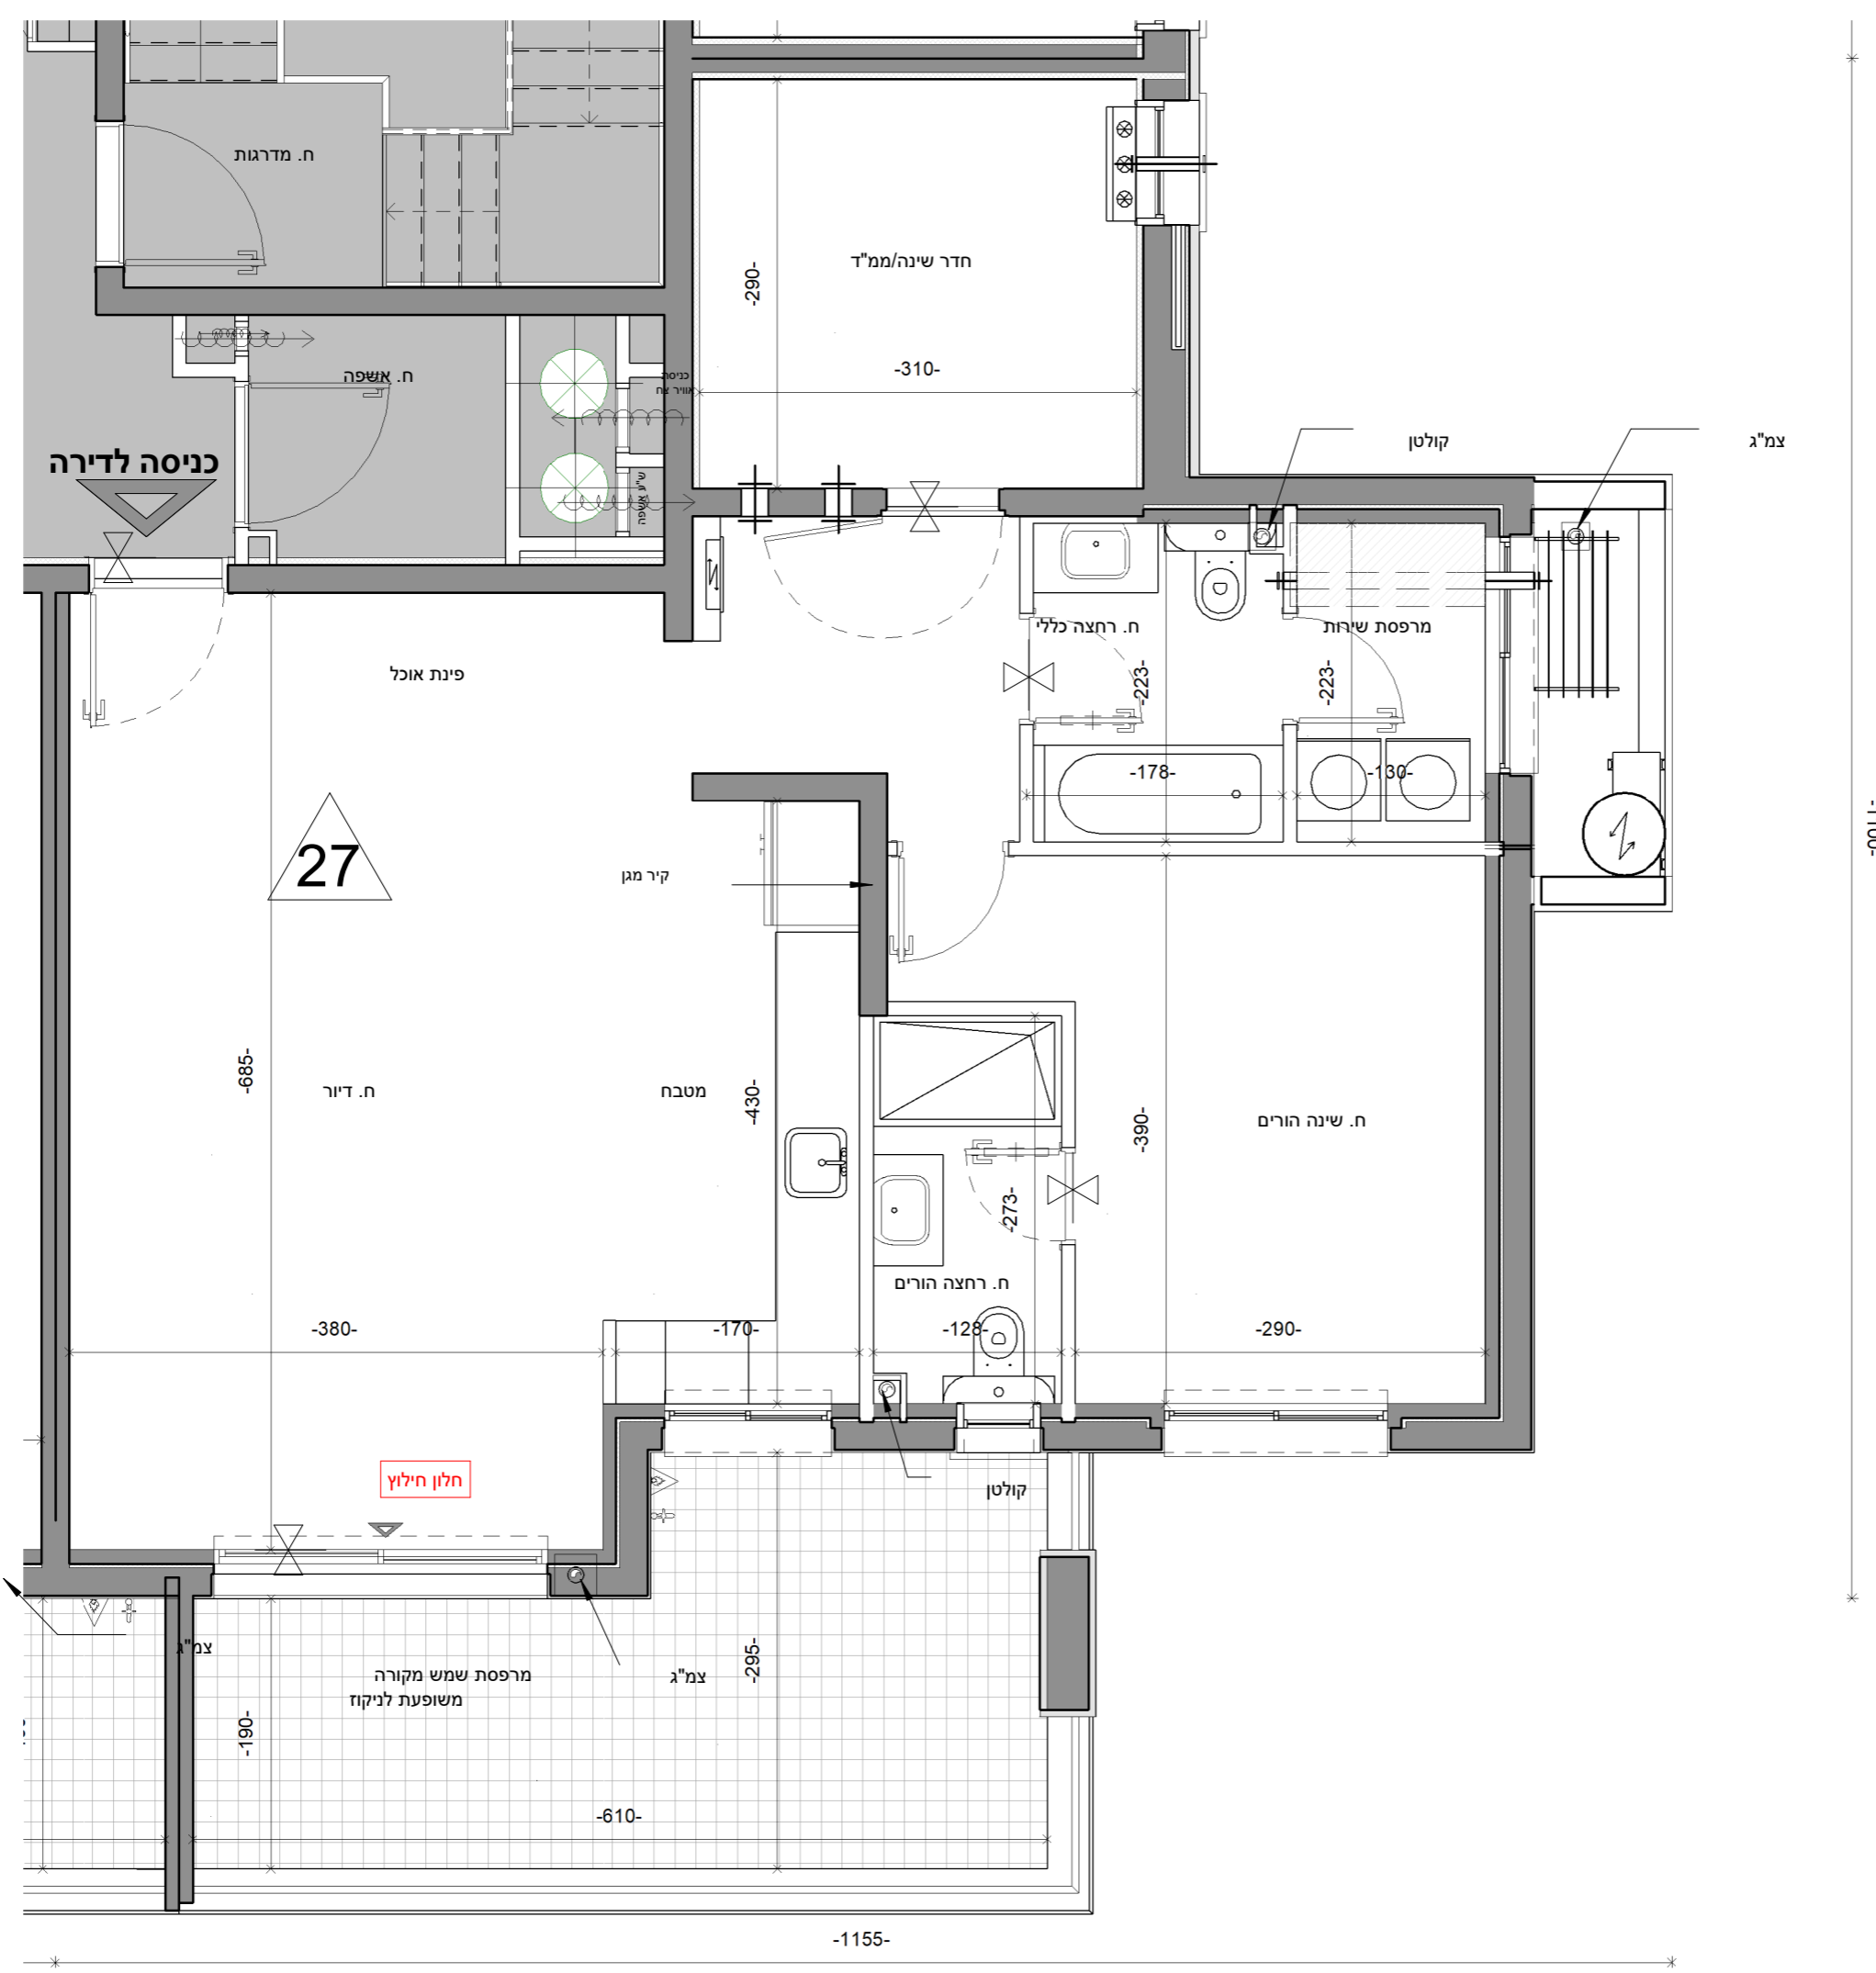 ח. מדרגות
חדר שינה/ממ"ד
-290-
-310-
ח. אשפה
כניסת
אוויר צח
כניסה לדירה
ש"ע אשפה
קולטן
צמ"ג
ח. רחצה כללי
מרפסת שירות
-223-
-223-
פינת אוכל
-178-
-130-
-1100-
27
קיר מגן
-685-
ח. דיור
מטבח
-430-
-390-
ח. שינה הורים
-273-
ח. רחצה הורים
-380-
-170-
-128-
-290-
חלון חילוץ
קולטן
צמ"ג
מרפסת שמש מקורה
משופעת לניקוז
צמ"ג
-295-
-190-
-610-
-1155-